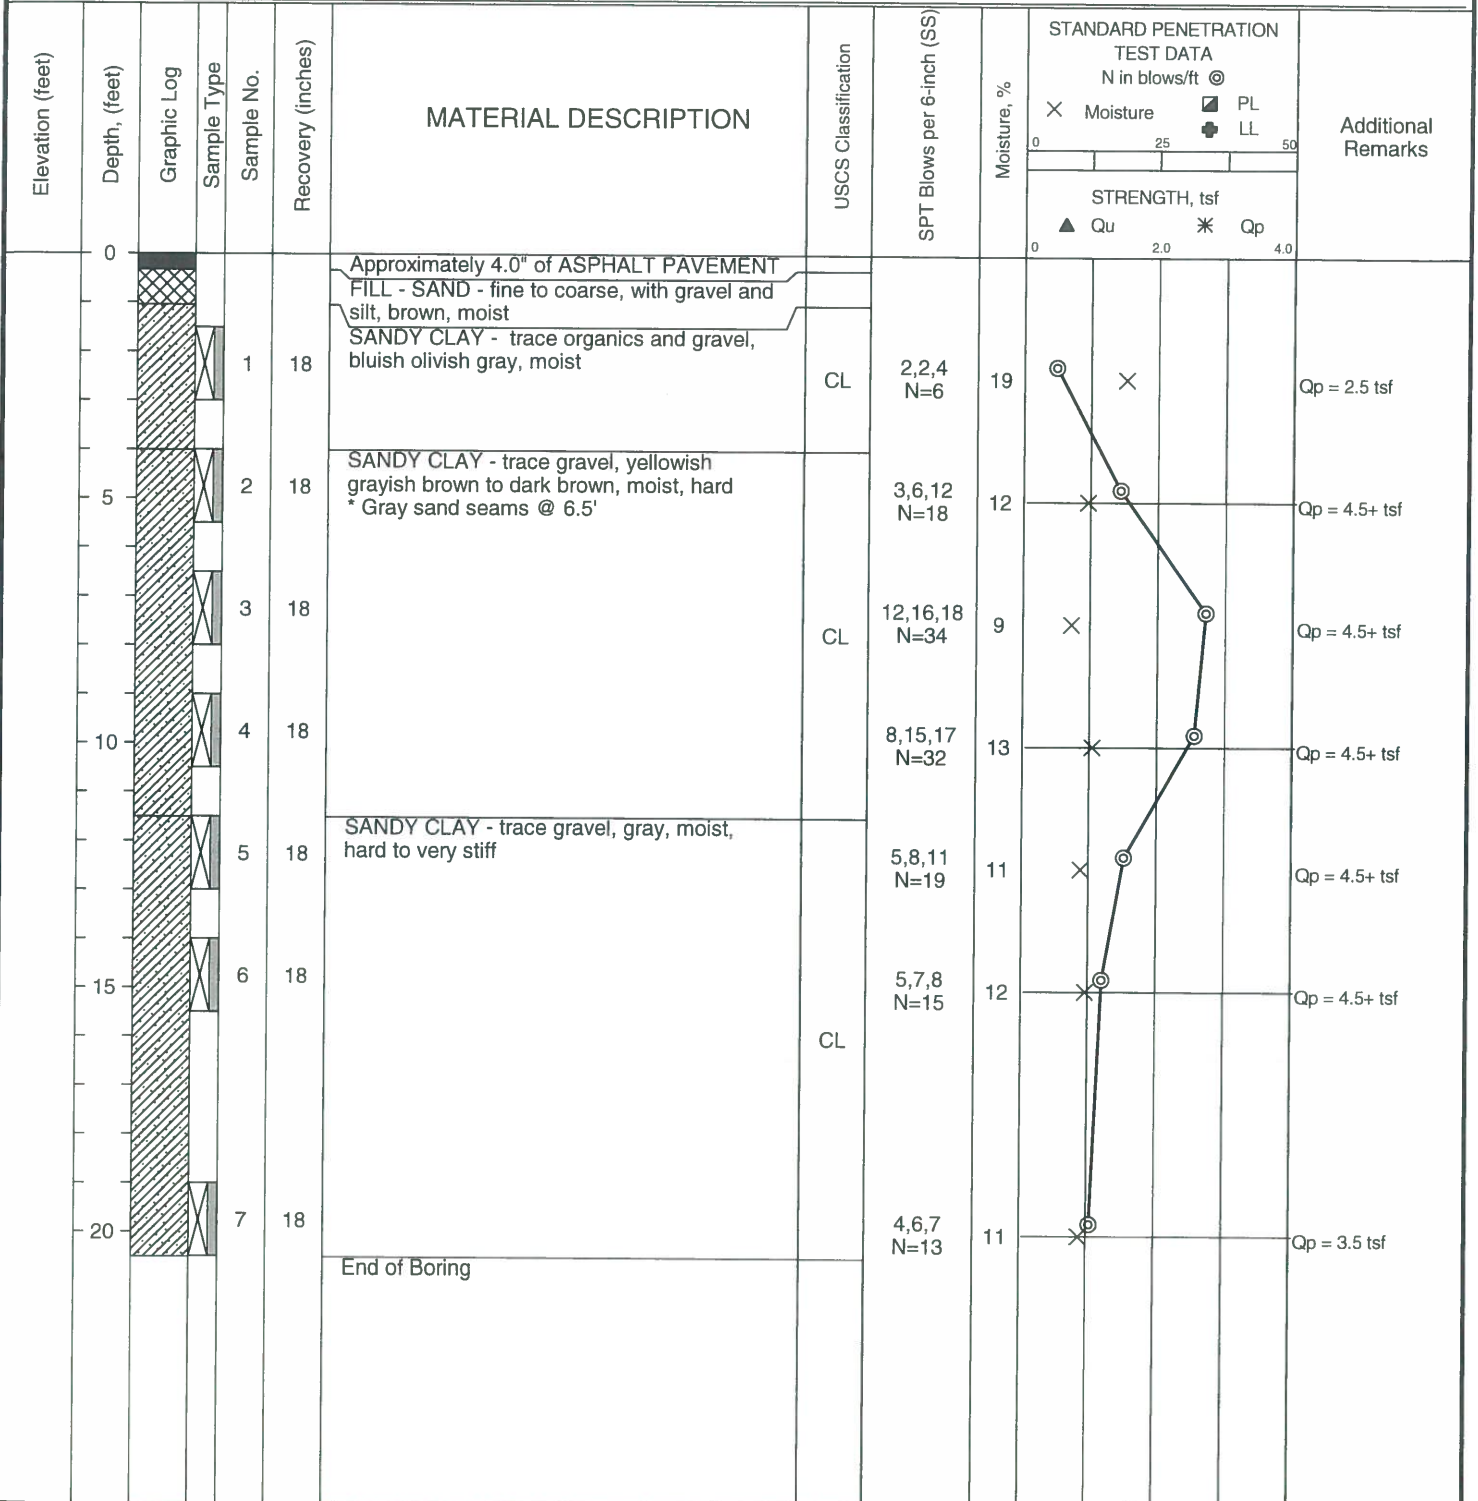 Elevation (feet)
Depth, (feet)
Graphic Log
Sample Type
Sample No.
Recovery (inches)
MATERIAL DESCRIPTION
USCS Classification
SPT Blows per 6-inch (SS)
Moisture, %
STANDARD PENETRATION
TEST DATA
N in blows/ft
Moisture
PL
LL
0 25 50
STRENGTH, tsf
Qu Qp
0 2.0 4.0
Additional
Remarks
0
Approximately 4.0" of ASPHALT PAVEMENT
FILL - SAND - fine to coarse, with gravel and
silt, brown, moist
SANDY CLAY - trace organics and gravel,
bluish olivish gray, moist
1 18
CL
2,2,4
N=6
19
Qp = 2.5 tsf
SANDY CLAY - trace gravel, yellowish
grayish brown to dark brown, moist, hard
* Gray sand seams @ 6.5'
5
2 18
3,6,12
N=18
12
Qp = 4.5+ tsf
3 18
CL
12,16,18
N=34
9
Qp = 4.5+ tsf
10
4 18
8,15,17
N=32
13
Qp = 4.5+ tsf
SANDY CLAY - trace gravel, gray, moist,
hard to very stiff
5 18
5,8,11
N=19
11
Qp = 4.5+ tsf
15
6 18
5,7,8
N=15
12
Qp = 4.5+ tsf
CL
20
7 18
4,6,7
N=13
11
Qp = 3.5 tsf
End of Boring